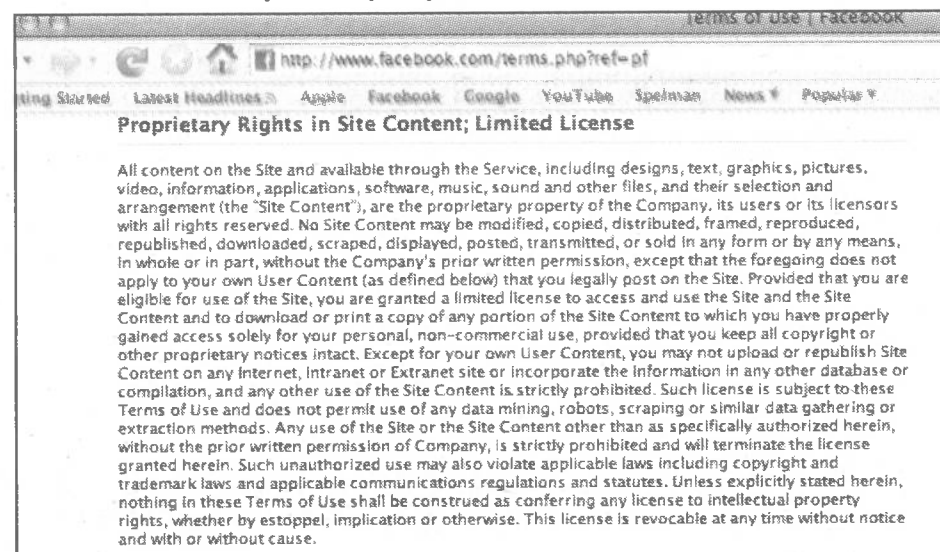 Terms of Use | Facebook
http://www.facebook.com/terms.php?ref=pf
ting Started Latest Headlines Apple Facebook Google YouTube Spelman News Popular
Proprietary Rights in Site Content; Limited License
All content on the Site and available through the Service, including designs, text, graphics, pictures,
video, information, applications, software, music, sound and other files, and their selection and
arrangement (the "Site Content"), are the proprietary property of the Company, its users or its licensors
with all rights reserved. No Site Content may be modified, copied, distributed, framed, reproduced,
republished, downloaded, scraped, displayed, posted, transmitted, or sold in any form or by any means,
in whole or in part, without the Company's prior written permission, except that the foregoing does not
apply to your own User Content (as defined below) that you legally post on the Site. Provided that you are
eligible for use of the Site, you are granted a limited license to access and use the Site and the Site
Content and to download or print a copy of any portion of the Site Content to which you have properly
gained access solely for your personal, non-commercial use, provided that you keep all copyright or
other proprietary notices intact. Except for your own User Content, you may not upload or republish Site
Content on any Internet, Intranet or Extranet site or incorporate the information in any other database or
compilation, and any other use of the Site Content is strictly prohibited. Such license is subject to these
Terms of Use and does not permit use of any data mining, robots, scraping or similar data gathering or
extraction methods. Any use of the Site or the Site Content other than as specifically authorized herein,
without the prior written permission of Company, is strictly prohibited and will terminate the license
granted herein. Such unauthorized use may also violate applicable laws including copyright and
trademark laws and applicable communications regulations and statutes. Unless explicitly stated herein,
nothing in these Terms of Use shall be construed as conferring any license to intellectual property
rights, whether by estoppel, implication or otherwise. This license is revocable at any time without notice
and with or without cause.